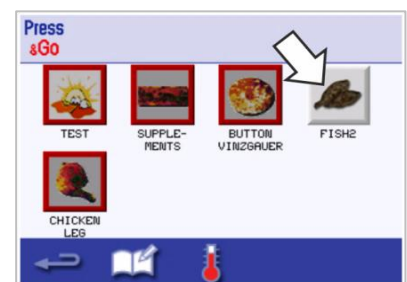 Press
&Go
TEST
SUPPLE-
MENTS
BUTTON
VINZGAUER
FISH2
CHICKEN
LEG